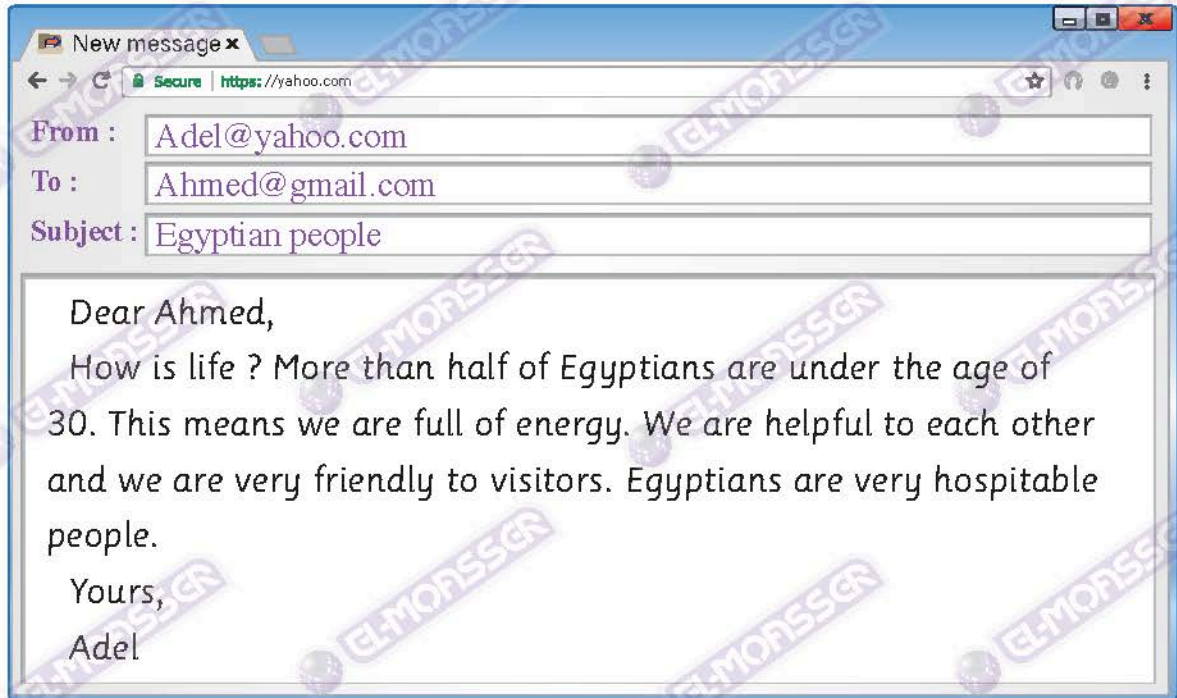 New message ×
Secure | https://yahoo.com
From : Adel@yahoo.com
To : Ahmed@gmail.com
Subject : Egyptian people
Dear Ahmed,
How is life ? More than half of Egyptians are under the age of
30. This means we are full of energy. We are helpful to each other
and we are very friendly to visitors. Egyptians are very hospitable
people.
Yours,
Adel
EL-MOASSER